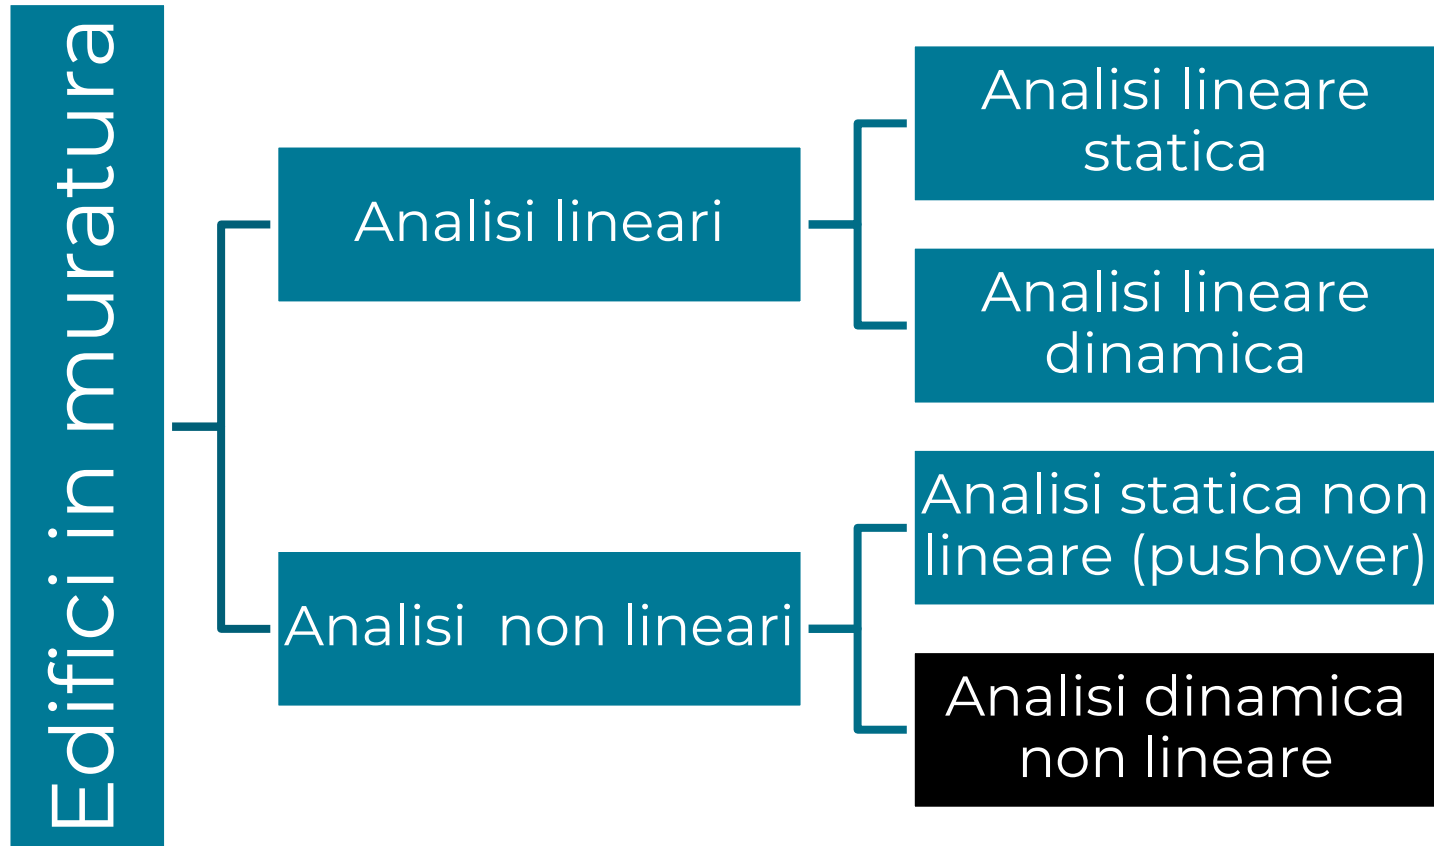 Edifici in muratura
Analisi lineari
Analisi lineare
statica
Analisi lineare
dinamica
Analisi  non lineari
Analisi statica non
lineare (pushover)
Analisi dinamica
non lineare